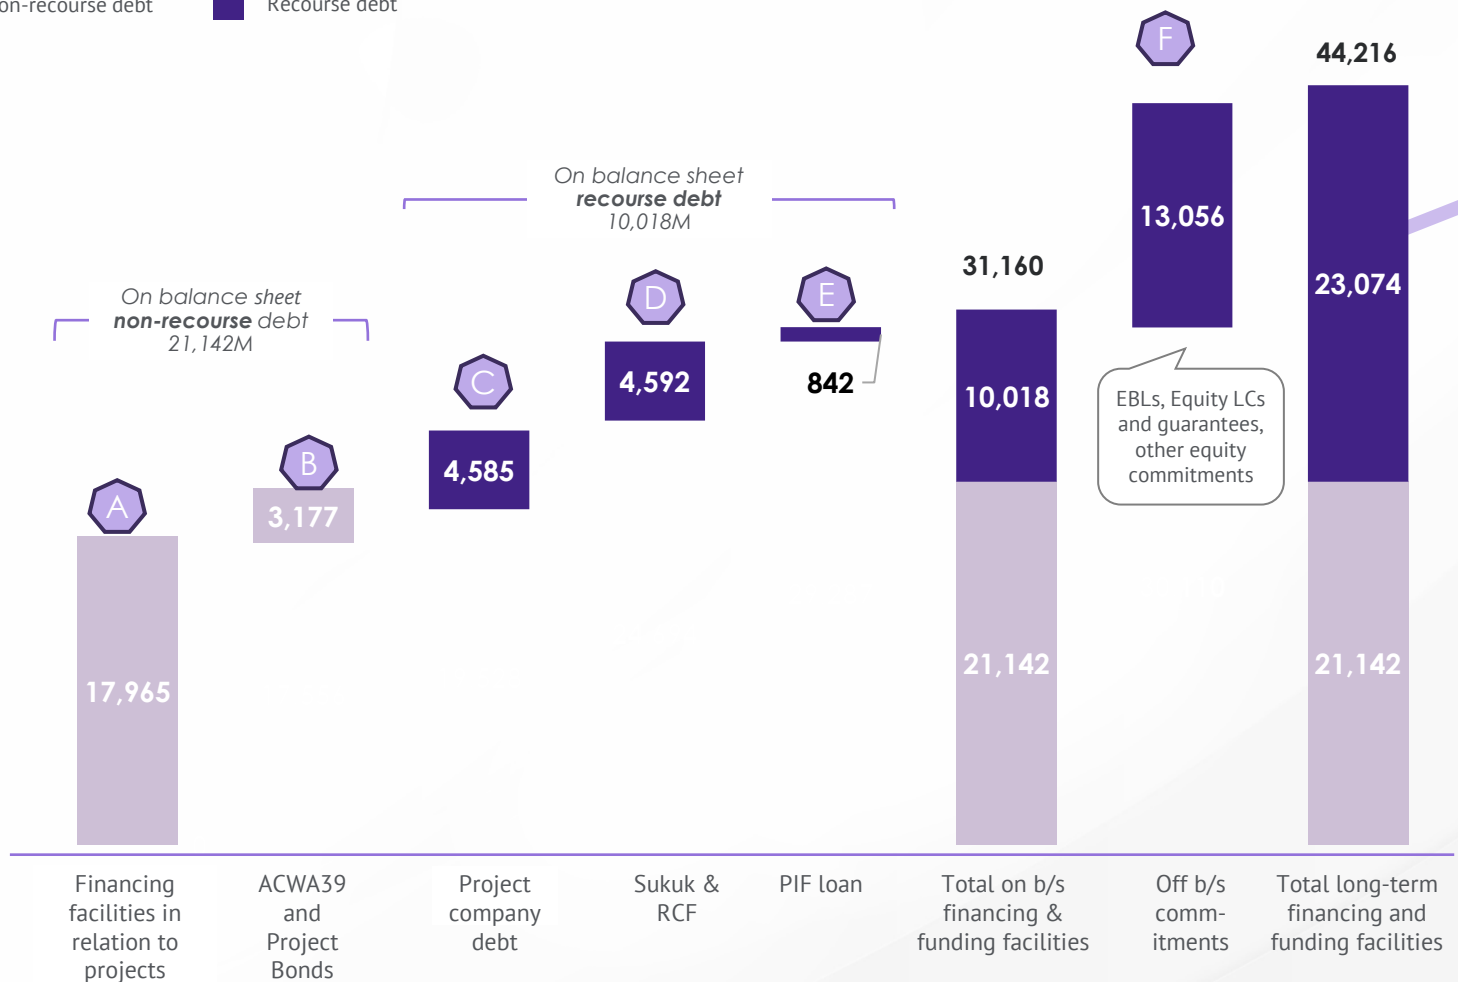 on-recourse debt
Recourse debt
F
44,216
On balance sheet
recourse debt
10,018M
13,056
31,160
23,074
On balance sheet
non-recourse debt
21,142M
D
E
C
4,592
842
10,018
EBLs, Equity LCs
and guarantees,
other equity
commitments
B
4,585
A
3,177
17,965
21,142
21,142
Financing
facilities in
relation to
projects
ACWA39
and
Project
Bonds
Project
company
debt
Sukuk &
RCF
PIF loan
Total on b/s
financing &
funding facilities
Off b/s
comm-
itments
Total long-term
financing and
funding facilities